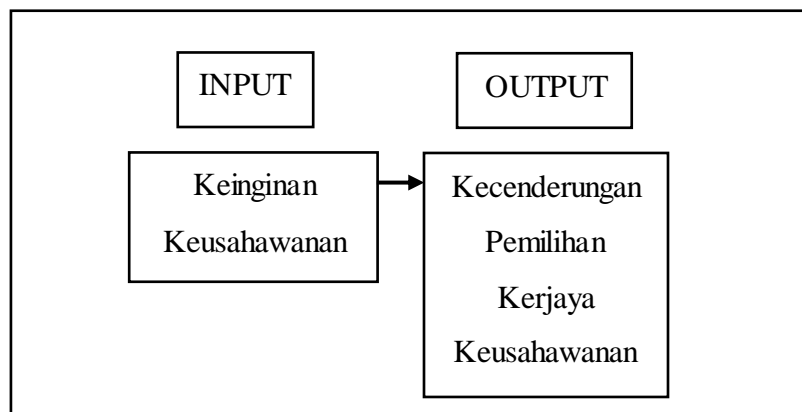 INPUT
OUTPUT
Keinginan
Keusahawanan
Kecenderungan
Pemilihan
Kerjaya
Keusahawanan